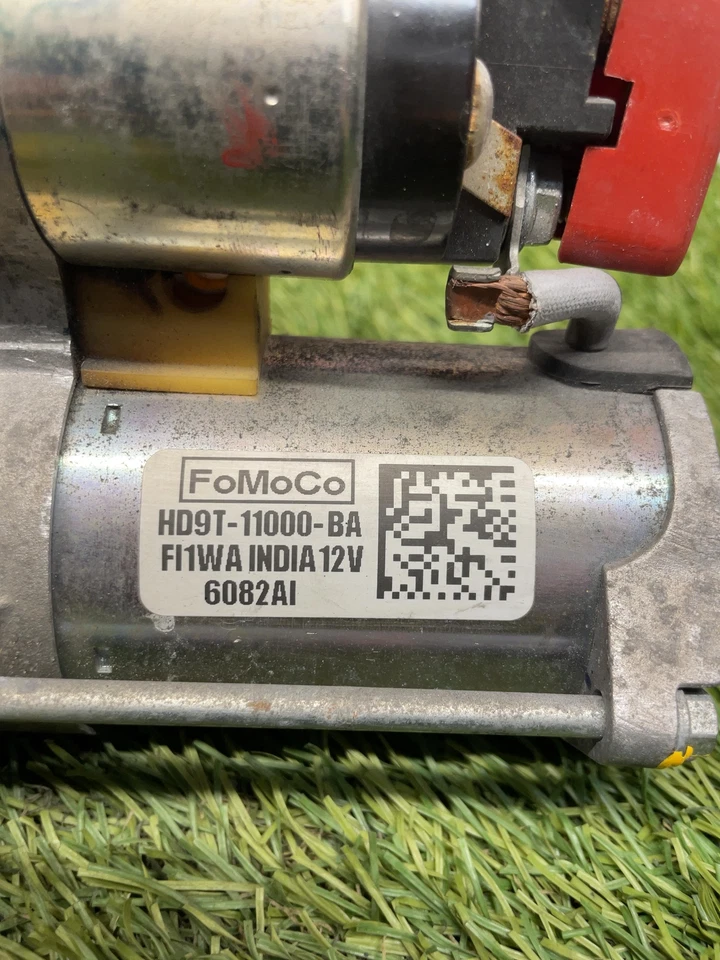 FoMoCo
HD9T-11000-BA
FI1WA INDIA 12V
6082AI